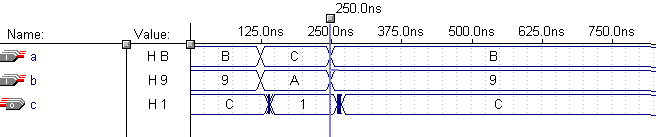 250.0ns
Name: Value: 125.0ns 250.0ns 375.0ns 500.0ns 625.0ns 750.0ns
a H B B C B
b H 9 9 A 9
c H 1 C 1 C